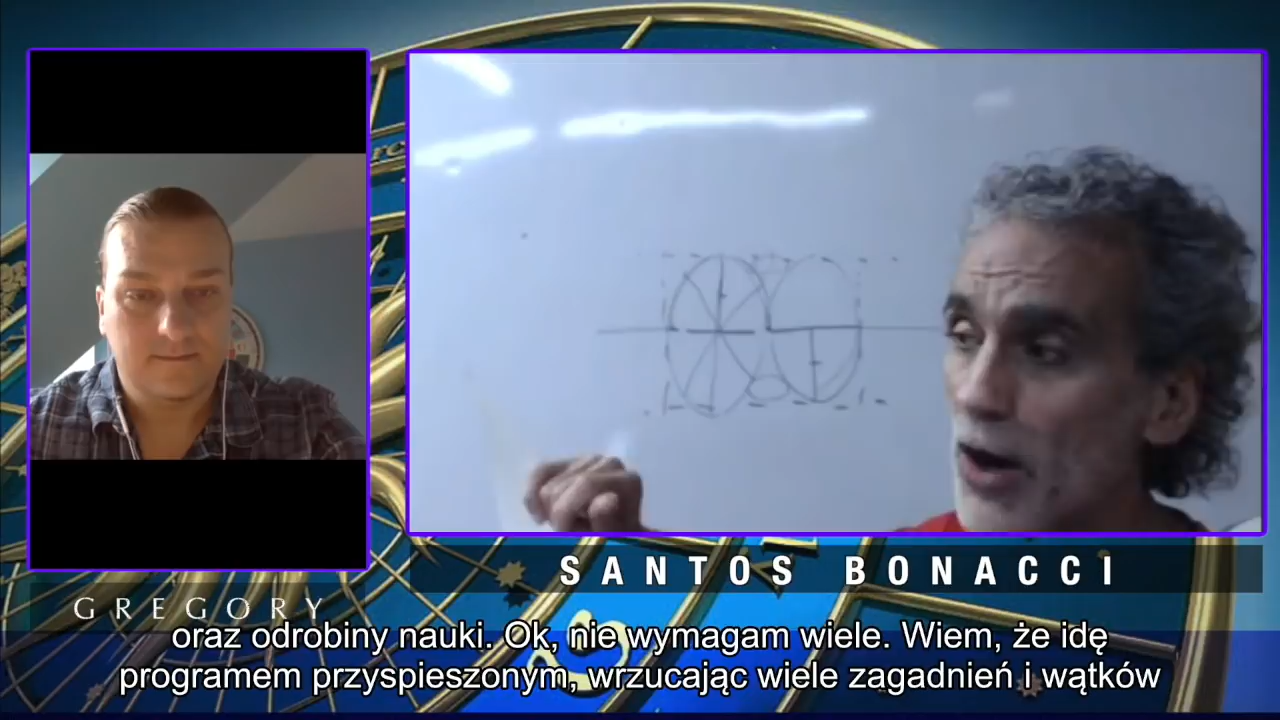 SANTOS BONACCI
GREGORY
oraz odrobiny nauki. Ok, nie wymagam wiele. Wiem, że idę
programem przyspieszonym, wrzucając wiele zagadnień i wątków